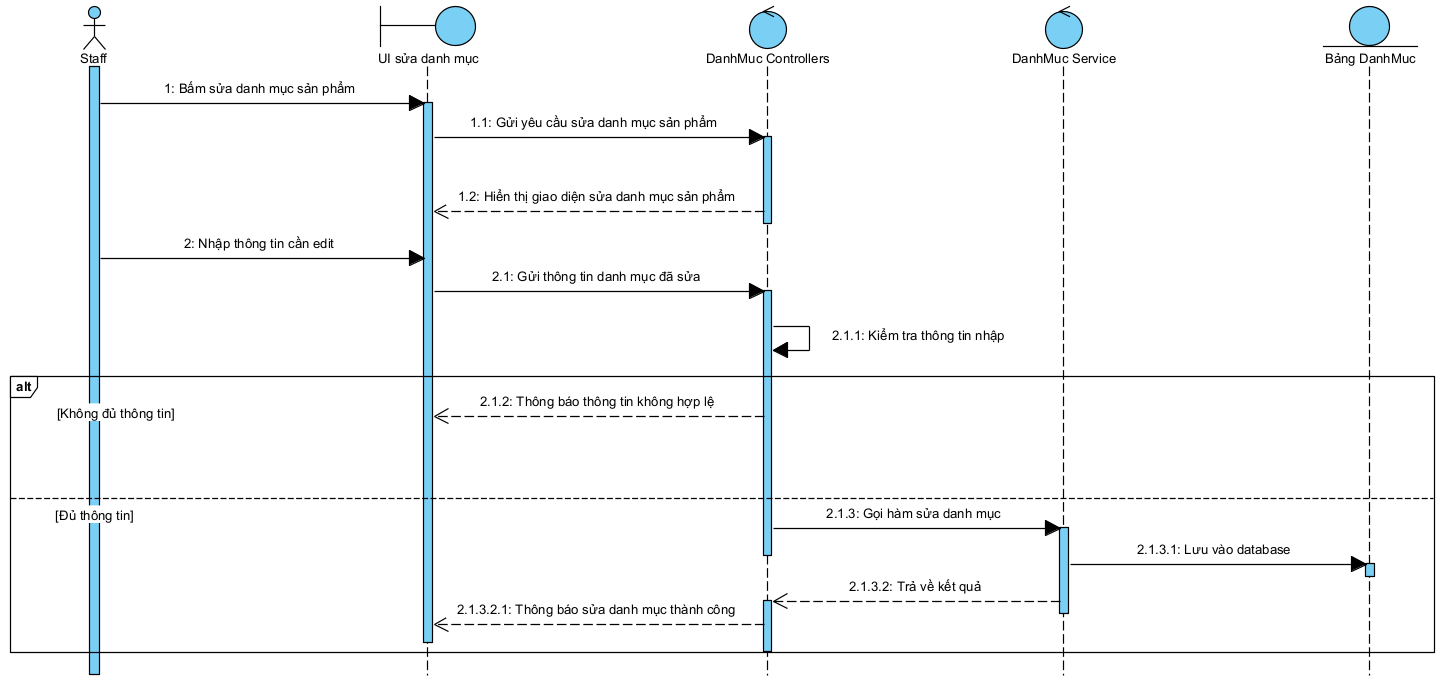 Staff
UI sửa danh mục
DanhMuc Controllers
DanhMuc Service
Bảng DanhMuc
1: Bấm sửa danh mục sản phẩm
1.1: Gửi yêu cầu sửa danh mục sản phẩm
1.2: Hiển thị giao diện sửa danh mục sản phẩm
2: Nhập thông tin cần edit
2.1: Gửi thông tin danh mục đã sửa
2.1.1: Kiểm tra thông tin nhập
alt
2.1.2: Thông báo thông tin không hợp lệ
[Không đủ thông tin]
[Đủ thông tin]
2.1.3: Gọi hàm sửa danh mục
2.1.3.1: Lưu vào database
2.1.3.2: Trả về kết quả
2.1.3.2.1: Thông báo sửa danh mục thành công